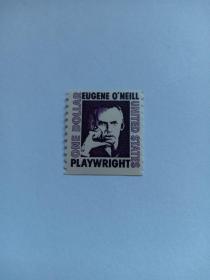 EUGENE O'NEILL
ONE DOLLAR
UNITED STATES
PLAYWRIGHT